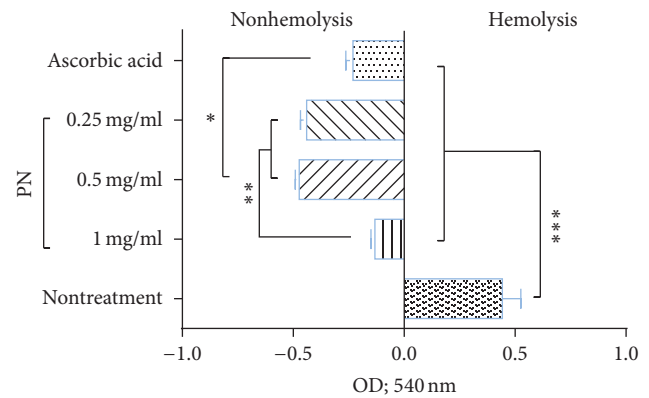 Nonhemolysis
Hemolysis
Ascorbic acid
0.25 mg/ml
0.5 mg/ml
1 mg/ml
Nontreatment
PN
*
**
***
−1.0
−0.5
0.0
0.5
1.0
OD; 540 nm